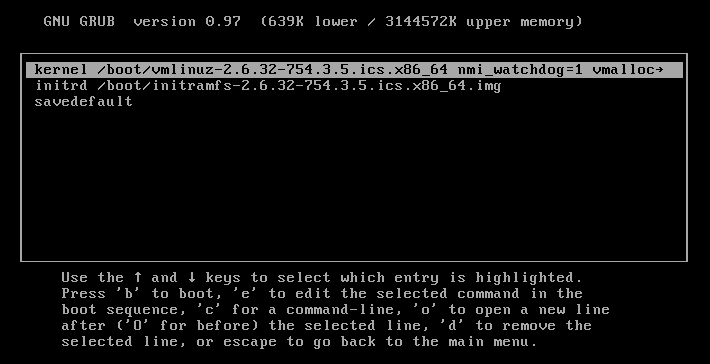 GNU GRUB  version 0.97  (639K lower / 3144572K upper memory)
kernel /boot/vmlinuz-2.6.32-754.3.5.ics.x86_64 nmi_watchdog=1 vmalloc→
initrd /boot/initramfs-2.6.32-754.3.5.ics.x86_64.img
savedefault
Use the ↑ and ↓ keys to select which entry is highlighted.
Press 'b' to boot, 'e' to edit the selected command in the
boot sequence, 'c' for a command-line, 'o' to open a new line
after ('O' for before) the selected line, 'd' to remove the
selected line, or escape to go back to the main menu.